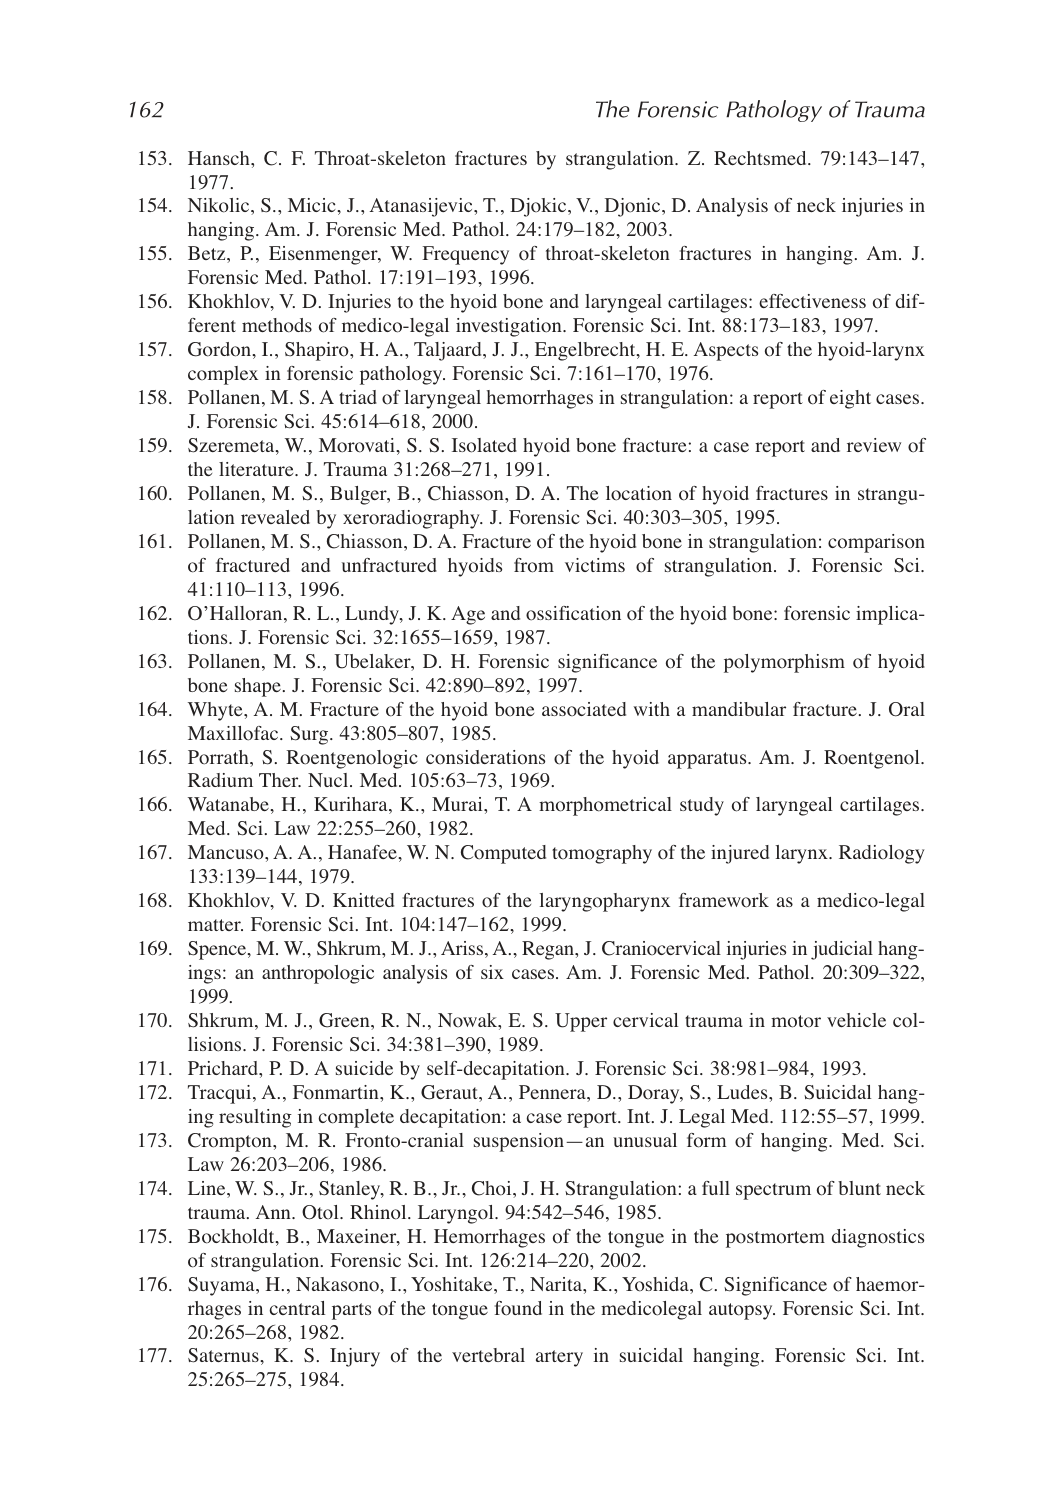 162 The Forensic Pathology of Trauma
153. Hansch, C. F. Throat-skeleton fractures by strangulation. Z. Rechtsmed. 79:143–147,
1977.
154. Nikolic, S., Micic, J., Atanasijevic, T., Djokic, V., Djonic, D. Analysis of neck injuries in
hanging. Am. J. Forensic Med. Pathol. 24:179–182, 2003.
155. Betz, P., Eisenmenger, W. Frequency of throat-skeleton fractures in hanging. Am. J.
Forensic Med. Pathol. 17:191–193, 1996.
156. Khokhlov, V. D. Injuries to the hyoid bone and laryngeal cartilages: effectiveness of dif-
ferent methods of medico-legal investigation. Forensic Sci. Int. 88:173–183, 1997.
157. Gordon, I., Shapiro, H. A., Taljaard, J. J., Engelbrecht, H. E. Aspects of the hyoid-larynx
complex in forensic pathology. Forensic Sci. 7:161–170, 1976.
158. Pollanen, M. S. A triad of laryngeal hemorrhages in strangulation: a report of eight cases.
J. Forensic Sci. 45:614–618, 2000.
159. Szeremeta, W., Morovati, S. S. Isolated hyoid bone fracture: a case report and review of
the literature. J. Trauma 31:268–271, 1991.
160. Pollanen, M. S., Bulger, B., Chiasson, D. A. The location of hyoid fractures in strangu-
lation revealed by xeroradiography. J. Forensic Sci. 40:303–305, 1995.
161. Pollanen, M. S., Chiasson, D. A. Fracture of the hyoid bone in strangulation: comparison
of fractured and unfractured hyoids from victims of strangulation. J. Forensic Sci.
41:110–113, 1996.
162. O’Halloran, R. L., Lundy, J. K. Age and ossification of the hyoid bone: forensic implica-
tions. J. Forensic Sci. 32:1655–1659, 1987.
163. Pollanen, M. S., Ubelaker, D. H. Forensic significance of the polymorphism of hyoid
bone shape. J. Forensic Sci. 42:890–892, 1997.
164. Whyte, A. M. Fracture of the hyoid bone associated with a mandibular fracture. J. Oral
Maxillofac. Surg. 43:805–807, 1985.
165. Porrath, S. Roentgenologic considerations of the hyoid apparatus. Am. J. Roentgenol.
Radium Ther. Nucl. Med. 105:63–73, 1969.
166. Watanabe, H., Kurihara, K., Murai, T. A morphometrical study of laryngeal cartilages.
Med. Sci. Law 22:255–260, 1982.
167. Mancuso, A. A., Hanafee, W. N. Computed tomography of the injured larynx. Radiology
133:139–144, 1979.
168. Khokhlov, V. D. Knitted fractures of the laryngopharynx framework as a medico-legal
matter. Forensic Sci. Int. 104:147–162, 1999.
169. Spence, M. W., Shkrum, M. J., Ariss, A., Regan, J. Craniocervical injuries in judicial hang-
ings: an anthropologic analysis of six cases. Am. J. Forensic Med. Pathol. 20:309–322,
1999.
170. Shkrum, M. J., Green, R. N., Nowak, E. S. Upper cervical trauma in motor vehicle col-
lisions. J. Forensic Sci. 34:381–390, 1989.
171. Prichard, P. D. A suicide by self-decapitation. J. Forensic Sci. 38:981–984, 1993.
172. Tracqui, A., Fonmartin, K., Geraut, A., Pennera, D., Doray, S., Ludes, B. Suicidal hang-
ing resulting in complete decapitation: a case report. Int. J. Legal Med. 112:55–57, 1999.
173. Crompton, M. R. Fronto-cranial suspension—an unusual form of hanging. Med. Sci.
Law 26:203–206, 1986.
174. Line, W. S., Jr., Stanley, R. B., Jr., Choi, J. H. Strangulation: a full spectrum of blunt neck
trauma. Ann. Otol. Rhinol. Laryngol. 94:542–546, 1985.
175. Bockholdt, B., Maxeiner, H. Hemorrhages of the tongue in the postmortem diagnostics
of strangulation. Forensic Sci. Int. 126:214–220, 2002.
176. Suyama, H., Nakasono, I., Yoshitake, T., Narita, K., Yoshida, C. Significance of haemor-
rhages in central parts of the tongue found in the medicolegal autopsy. Forensic Sci. Int.
20:265–268, 1982.
177. Saternus, K. S. Injury of the vertebral artery in suicidal hanging. Forensic Sci. Int.
25:265–275, 1984.